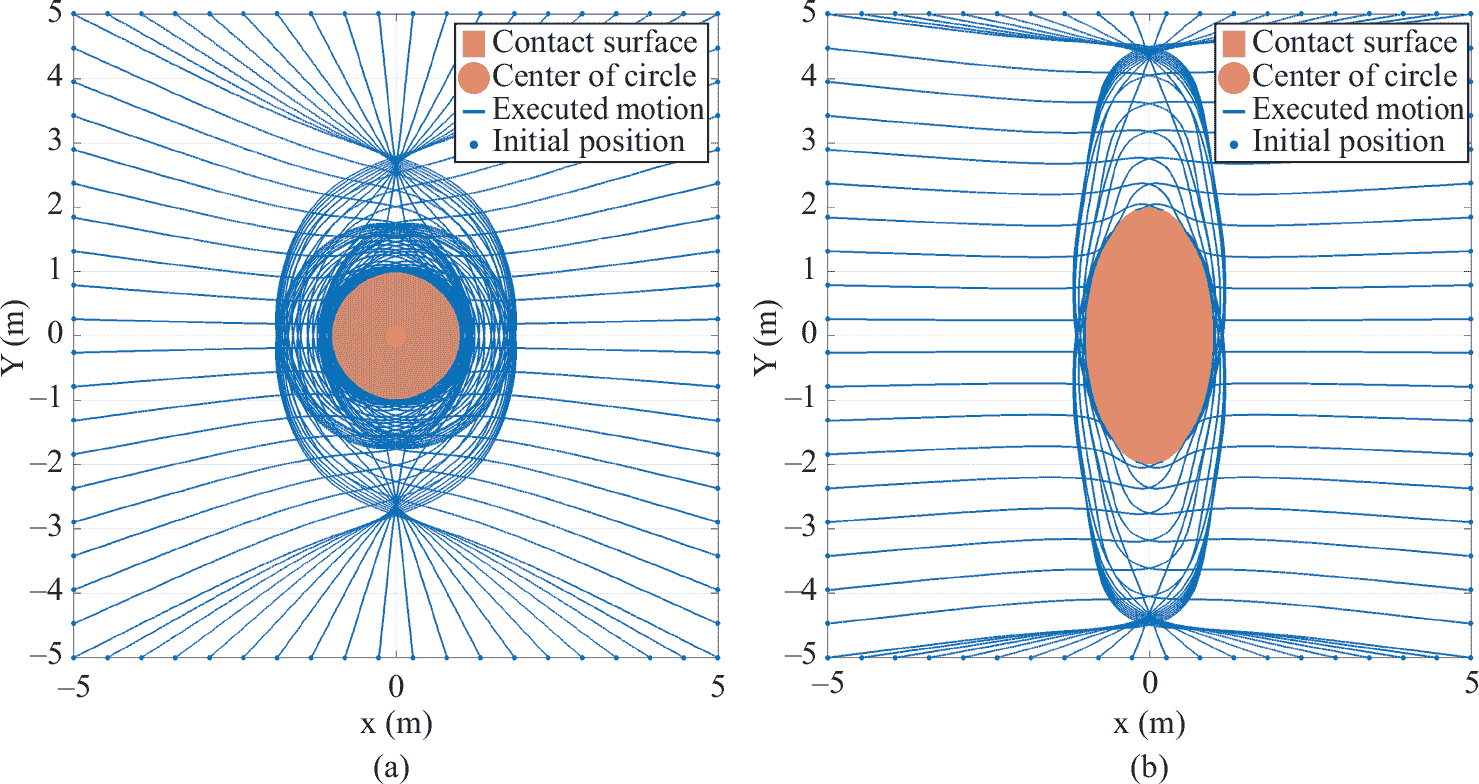 5
4
3
2
1
0
–1
–2
–3
–4
–5
Y (m)
–5
0
5
x (m)
Contact surface
Center of circle
Executed motion
Initial position
(a)
5
4
3
2
1
0
–1
–2
–3
–4
–5
Y (m)
–5
0
5
x (m)
Contact surface
Center of circle
Executed motion
Initial position
(b)